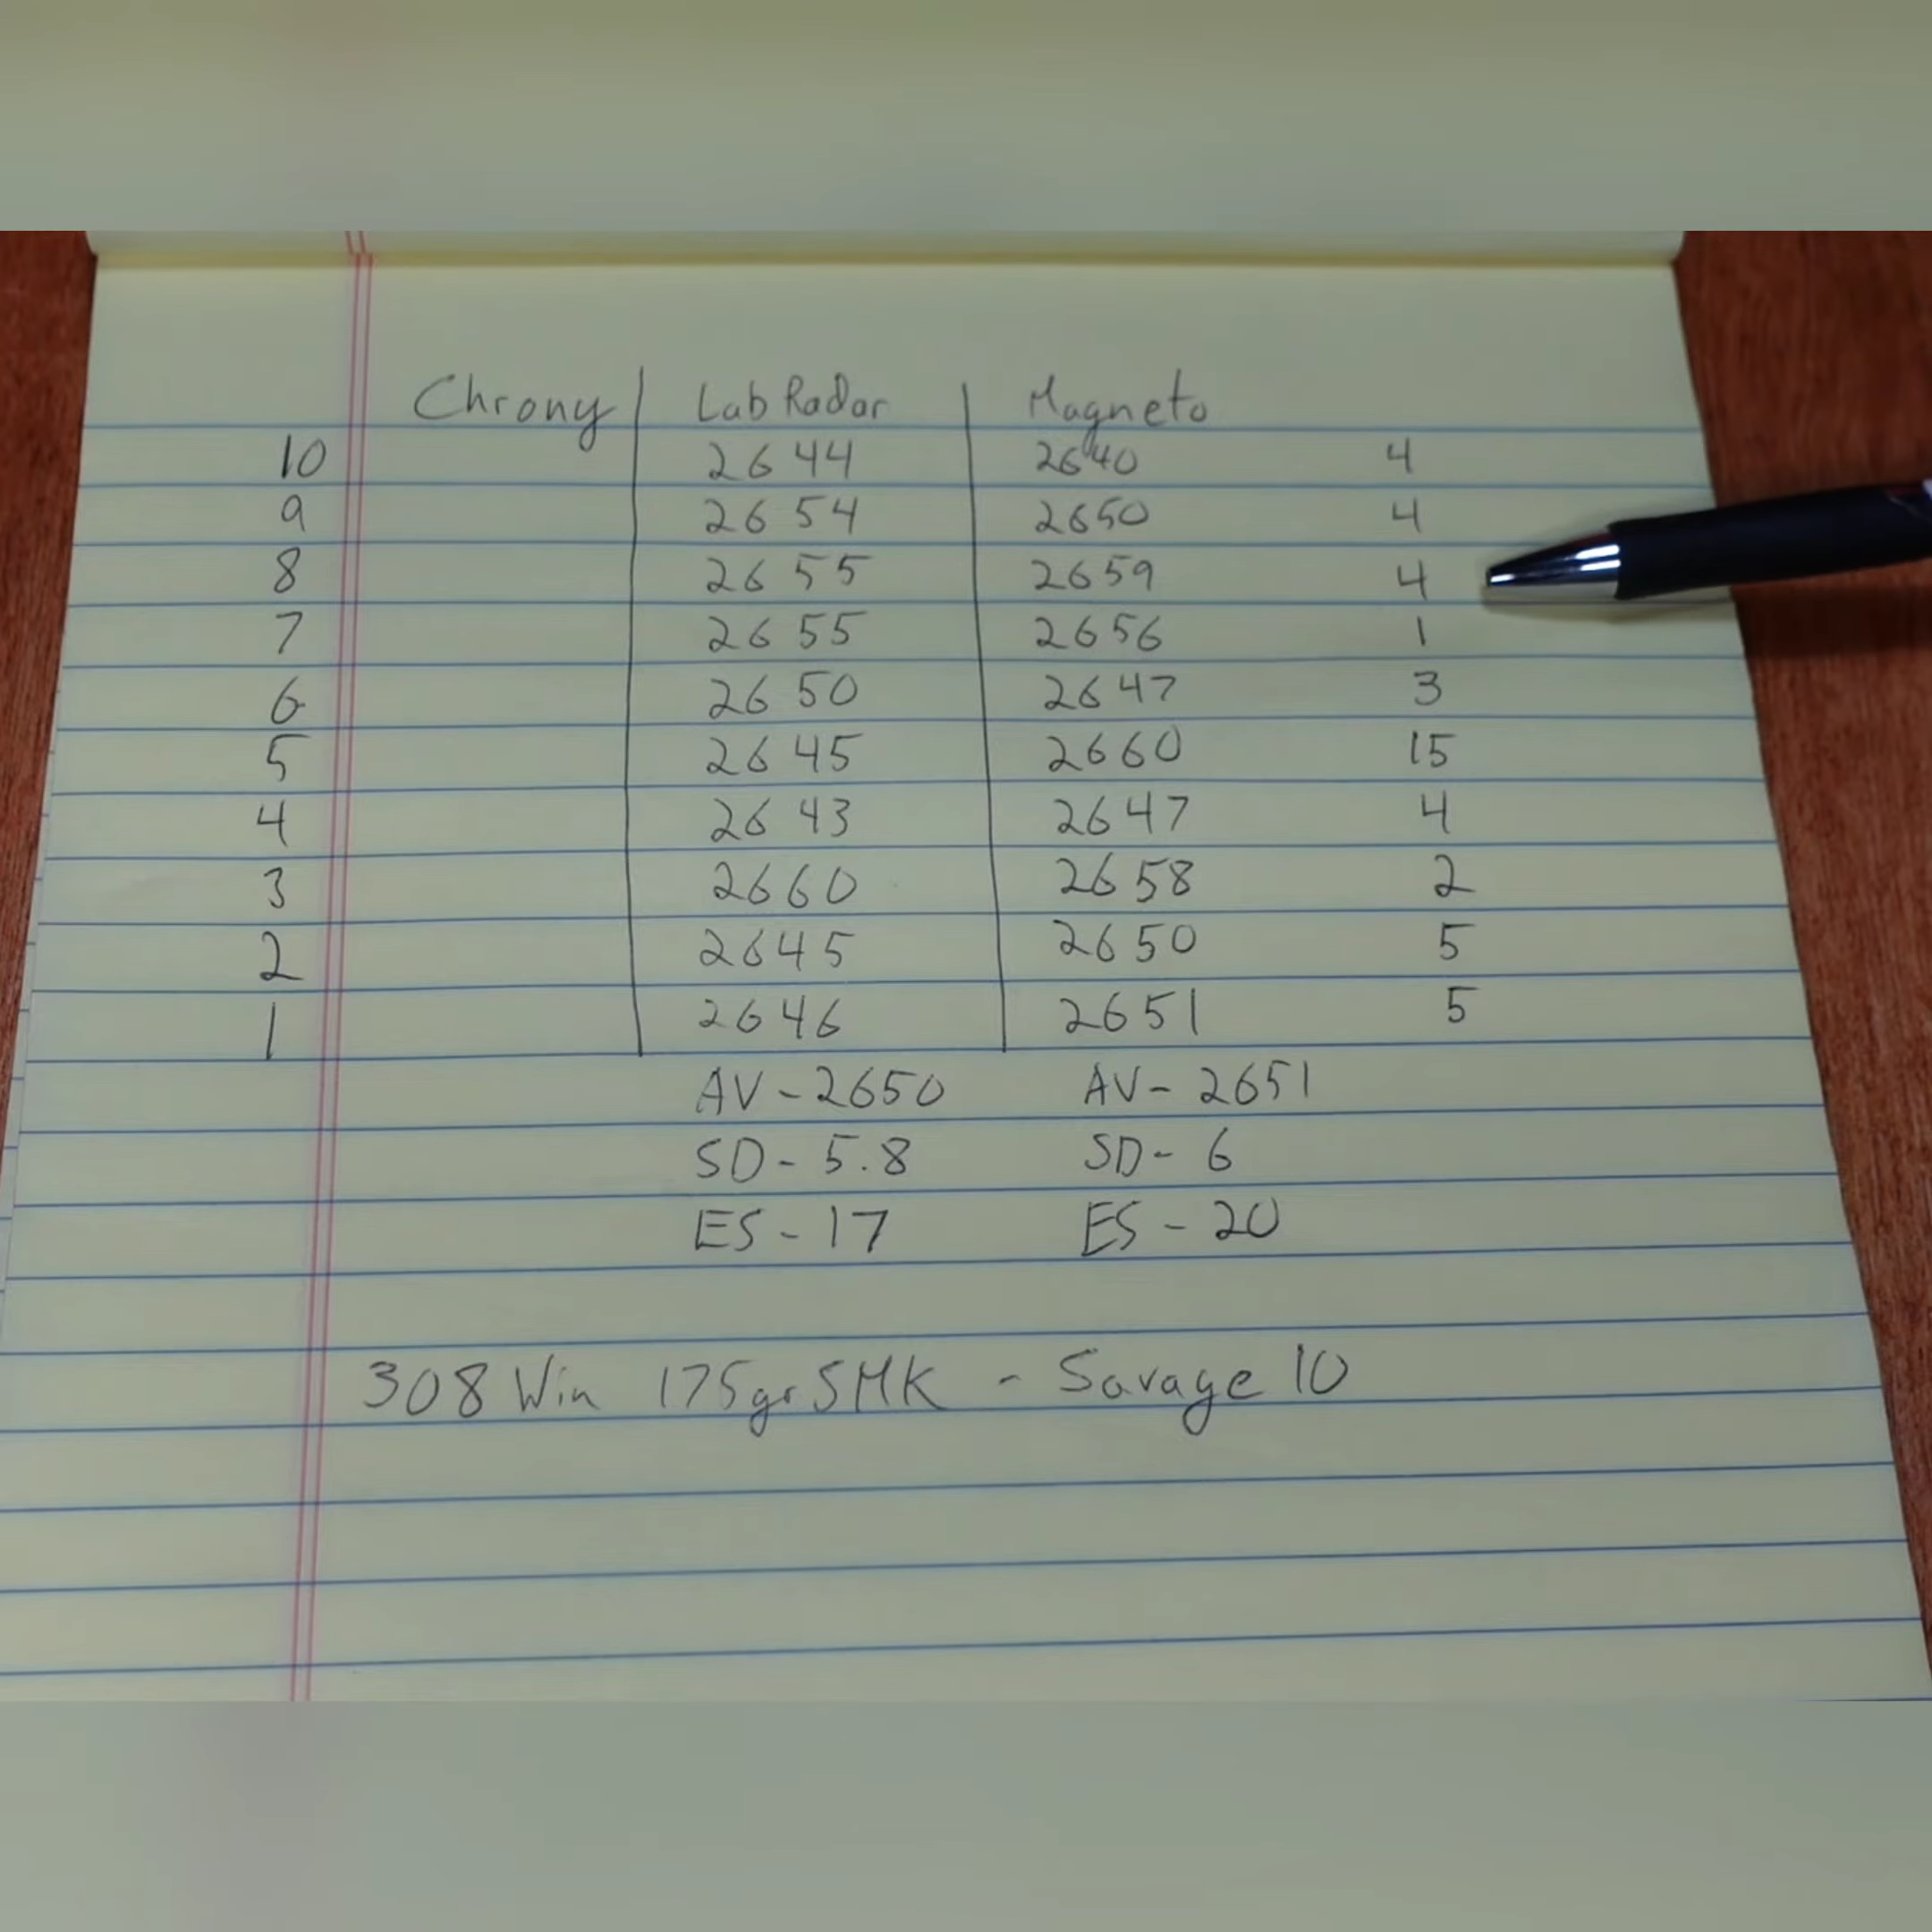 Chrony LabRadar Magneto
10 2644 2640 4
9 2654 2650 4
8 2655 2659 4
7 2655 2656 1
6 2650 2647 3
5 2645 2660 15
4 2643 2647 4
3 2660 2658 2
2 2645 2650 5
1 2646 2651 5
AV - 2650 AV - 2651
SD - 5.8 SD - 6
ES - 17 ES - 20
308 Win 175gr SMK - Savage 10